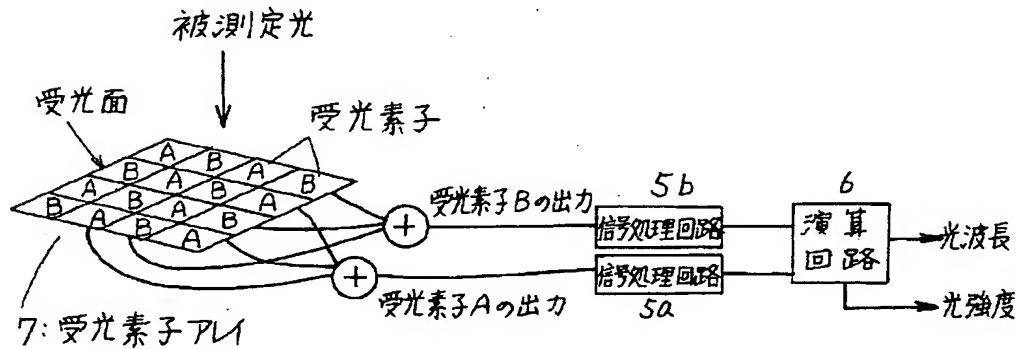 被測定光
受光面
受光素子
A B A B
B A B A
A B A B
B A B A
受光素子Bの出力
5b
信号処理回路
6
演算
回路
光波長
光強度
+
+
受光素子Aの出力
信号処理回路
5a
7:受光素子アレイ